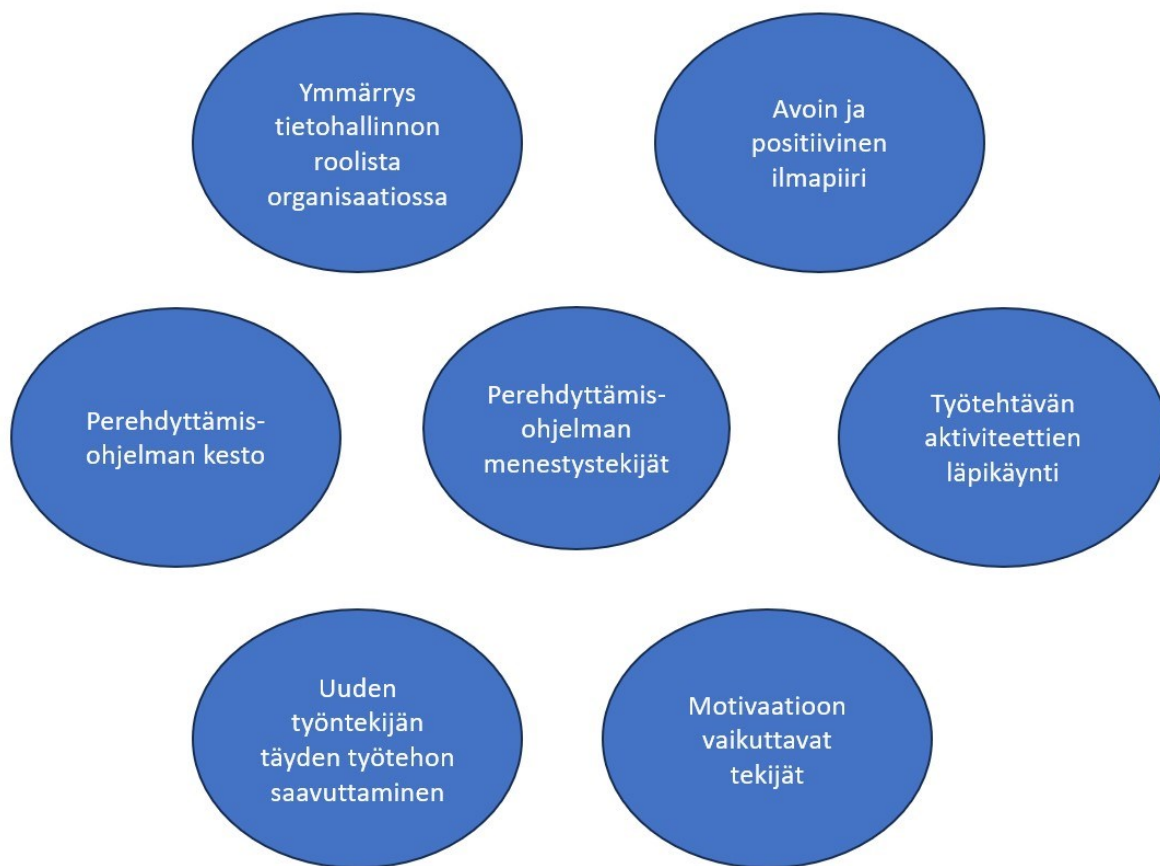 Ymmärrys
tietohallinnon
roolista
organisaatiossa
Avoin ja
positiivinen
ilmapiiri
Perehdyttämis-
ohjelman kesto
Perehdyttämis-
ohjelman
menestystekijät
Työtehtävän
aktiviteettien
läpikäynti
Uuden
työntekijän
täyden työtehon
saavuttaminen
Motivaatioon
vaikuttavat
tekijät